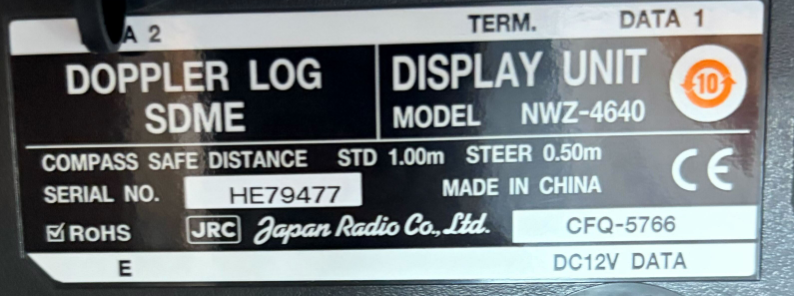 A 2 TERM. DATA 1
DOPPLER LOG
SDME
DISPLAY UNIT
MODEL NWZ-4640
10
COMPASS SAFE DISTANCE STD 1.00m STEER 0.50m
SERIAL NO. HE79477 MADE IN CHINA
CE
RoHS JRC Japan Radio Co., Ltd. CFQ-5766
E DC12V DATA